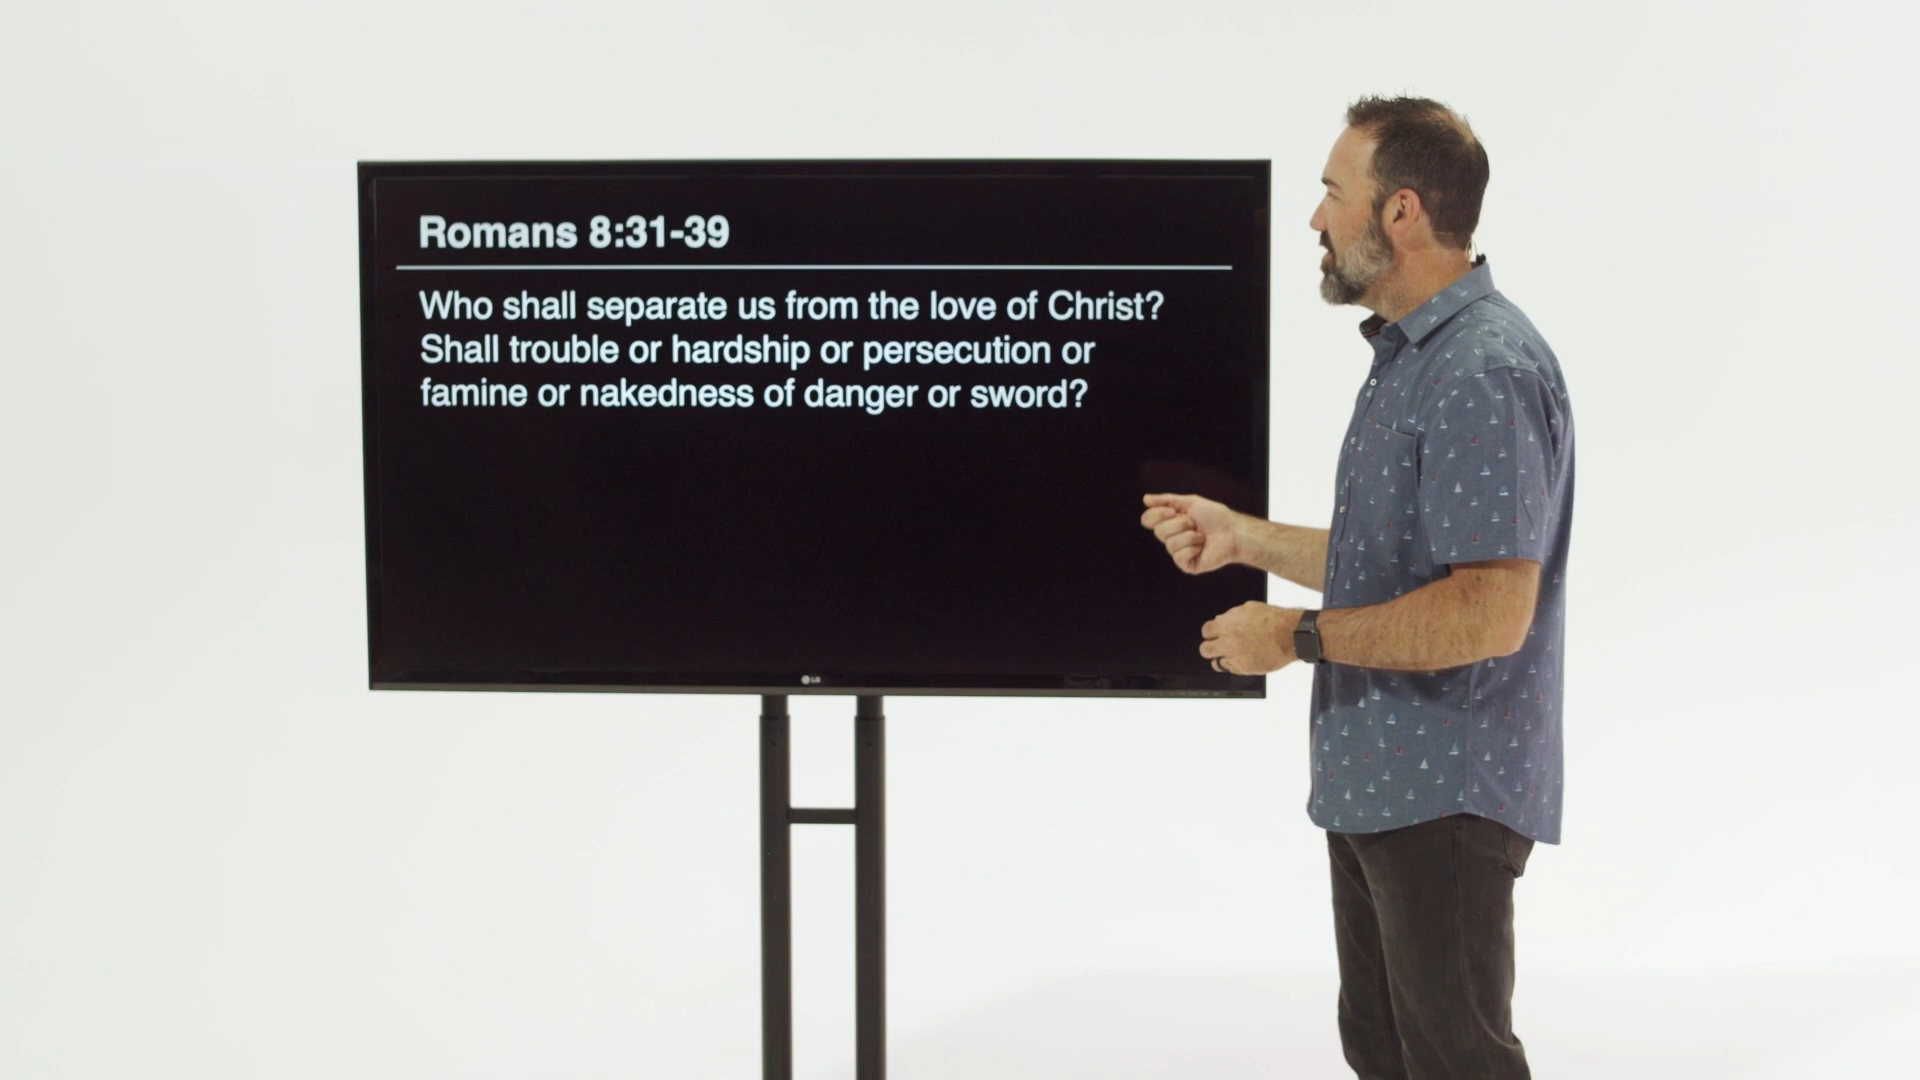 Romans 8:31-39
Who shall separate us from the love of Christ?
Shall trouble or hardship or persecution or
famine or nakedness of danger or sword?
LG